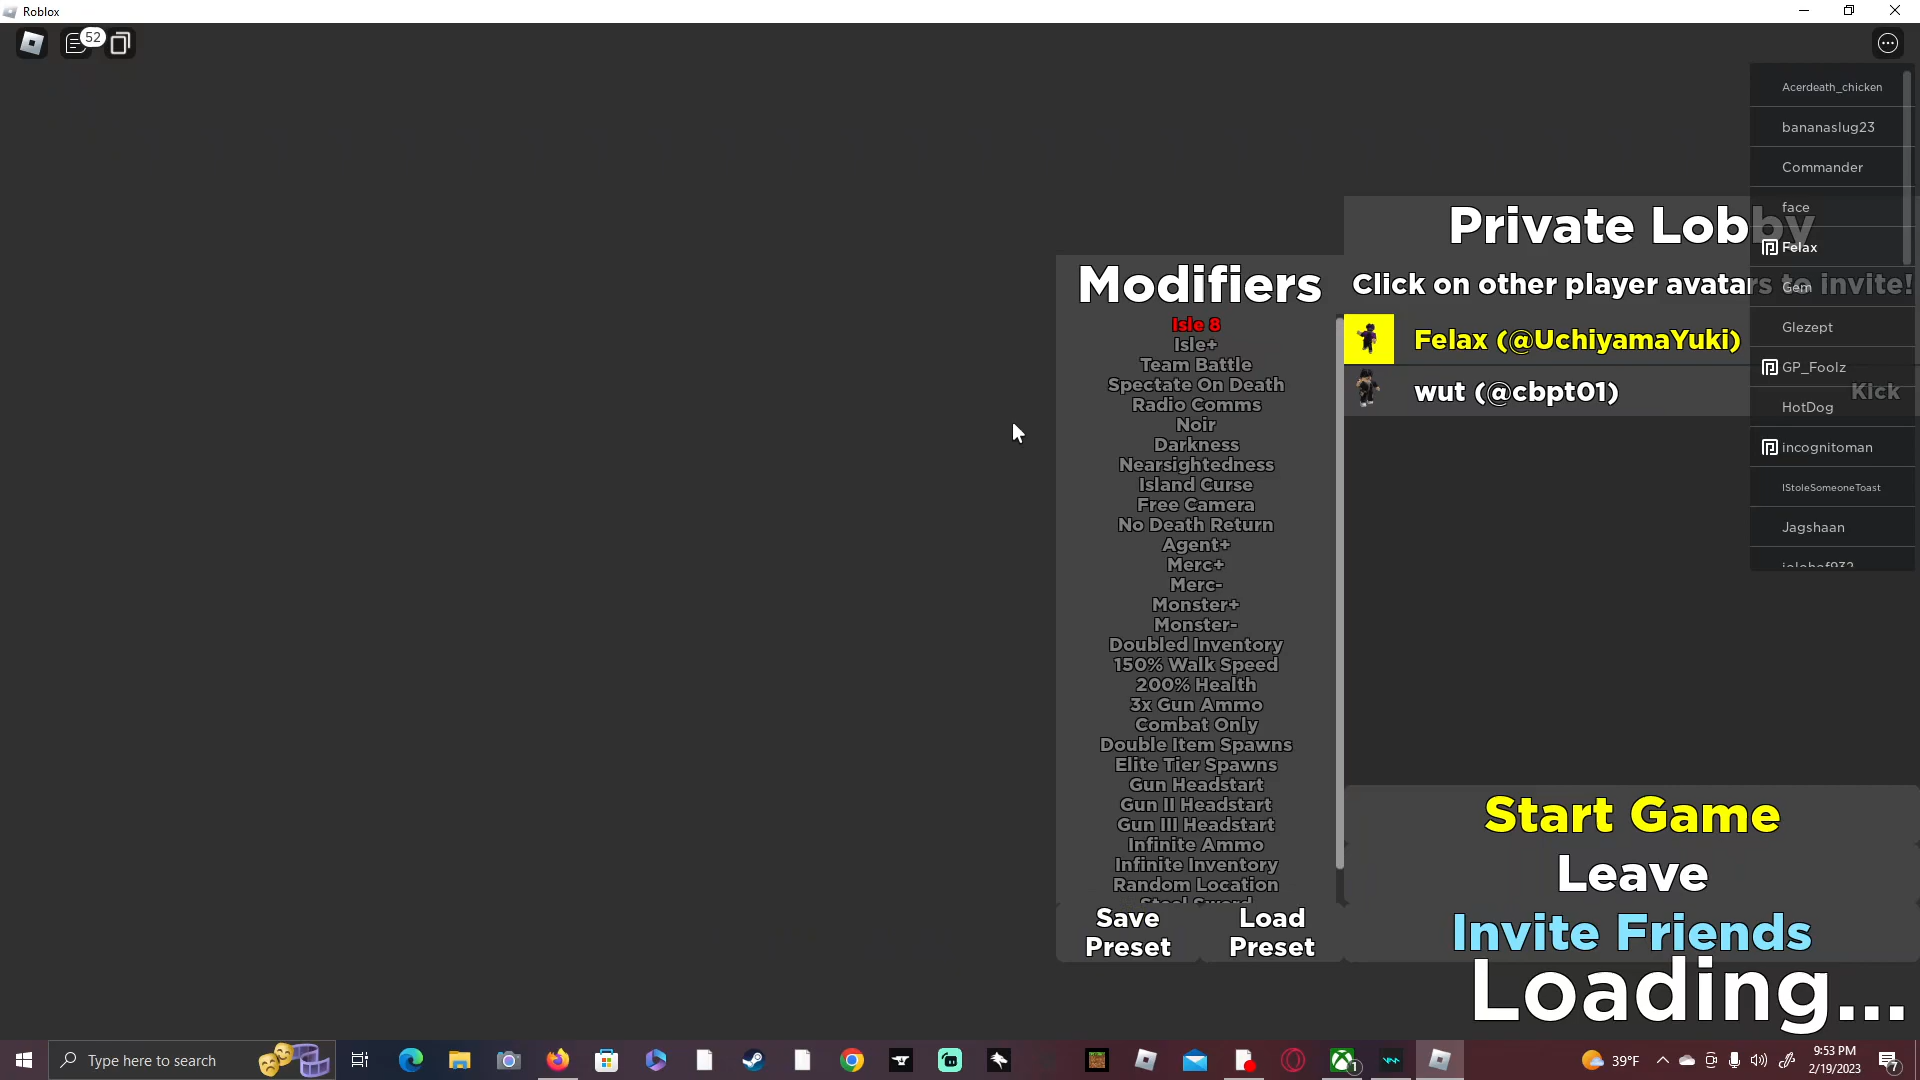 Roblox
52
Acerdeath_chicken
bananaslug23
Commander
face
Felax
Gem
Glezept
GP_Foolz
HotDog
incognitoman
IStoleSomeoneToast
Jagshaan
Private Lobby
Click on other player avatars to invite!
Felax (@UchiyamaYuki)
wut (@cbpt01)
Kick
Modifiers
Isle 8
Isle+
Team Battle
Spectate On Death
Radio Comms
Noir
Darkness
Nearsightedness
Island Curse
Free Camera
No Death Return
Agent+
Merc+
Merc-
Monster+
Monster-
Doubled Inventory
150% Walk Speed
200% Health
3x Gun Ammo
Combat Only
Double Item Spawns
Elite Tier Spawns
Gun Headstart
Gun II Headstart
Gun III Headstart
Infinite Ammo
Infinite Inventory
Random Location
Save
Preset
Load
Preset
Start Game
Leave
Invite Friends
Loading...
Type here to search
1
39°F
9:53 PM
2/19/2023
7